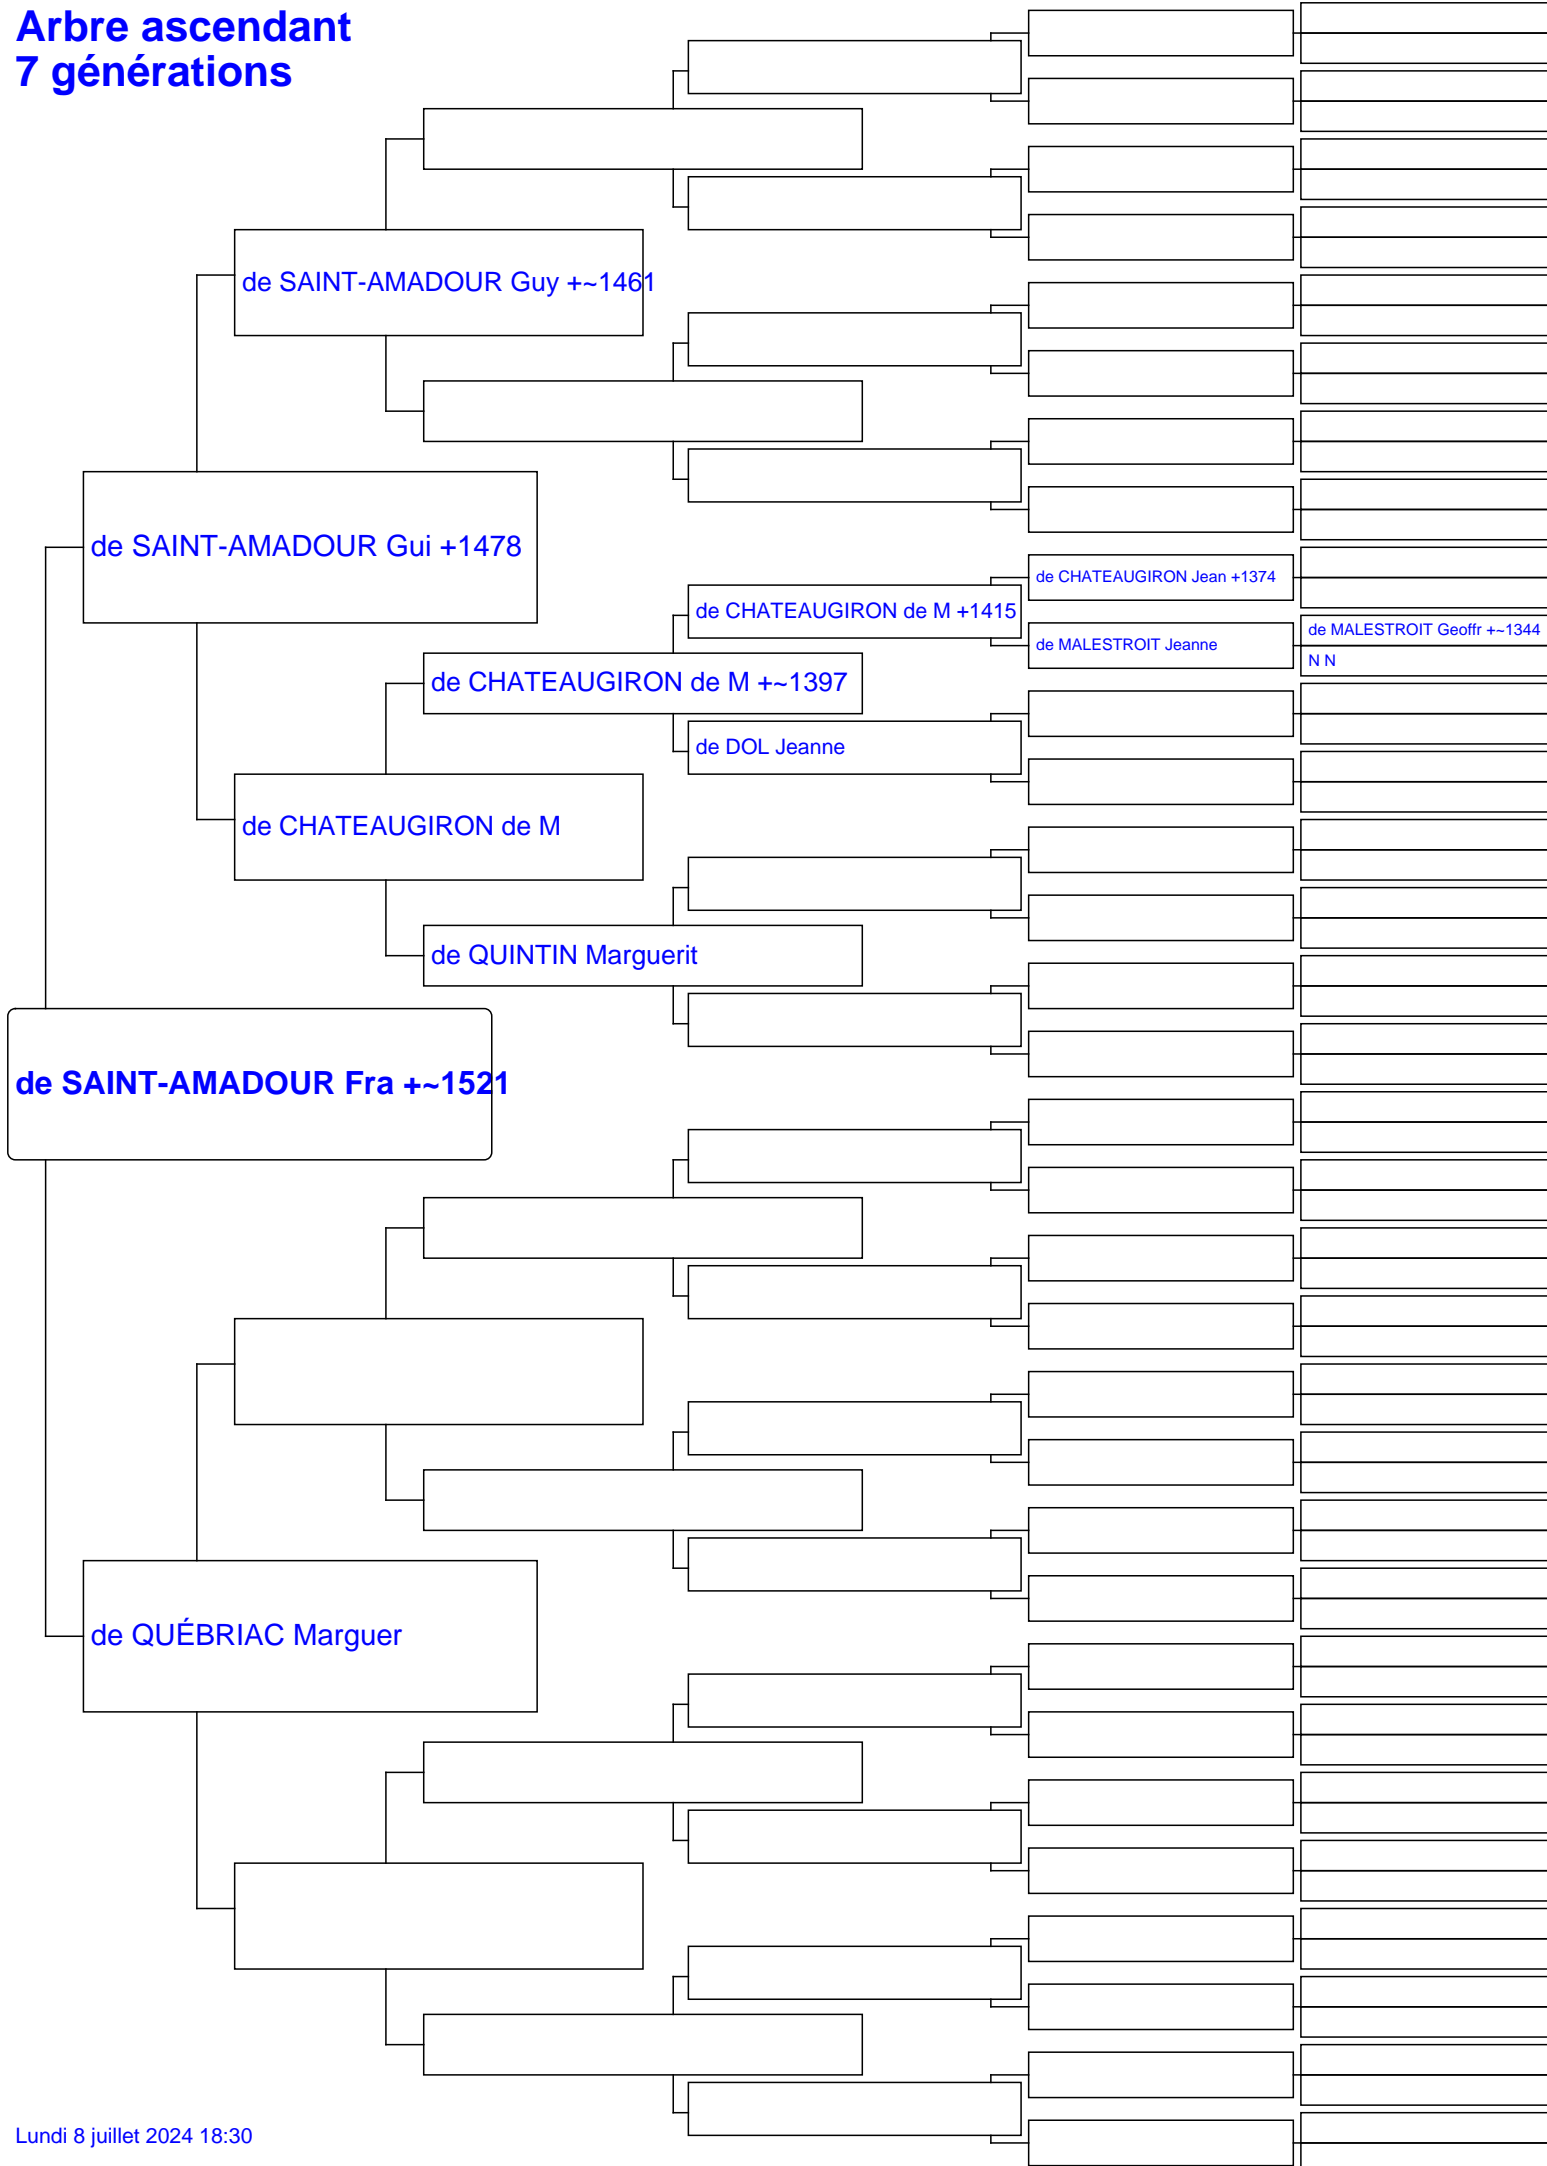 Arbre ascendant
7 générations
de SAINT-AMADOUR Guy +~1461
de SAINT-AMADOUR Gui +1478
de CHATEAUGIRON Jean +1374
de CHATEAUGIRON de M +1415
de MALESTROIT Geoffr +~1344
de MALESTROIT Jeanne
N N
de CHATEAUGIRON de M +~1397
de DOL Jeanne
de CHATEAUGIRON de M
de QUINTIN Marguerit
de SAINT-AMADOUR Fra +~1521
de QUÉBRIAC Marguer
Lundi 8 juillet 2024 18:30